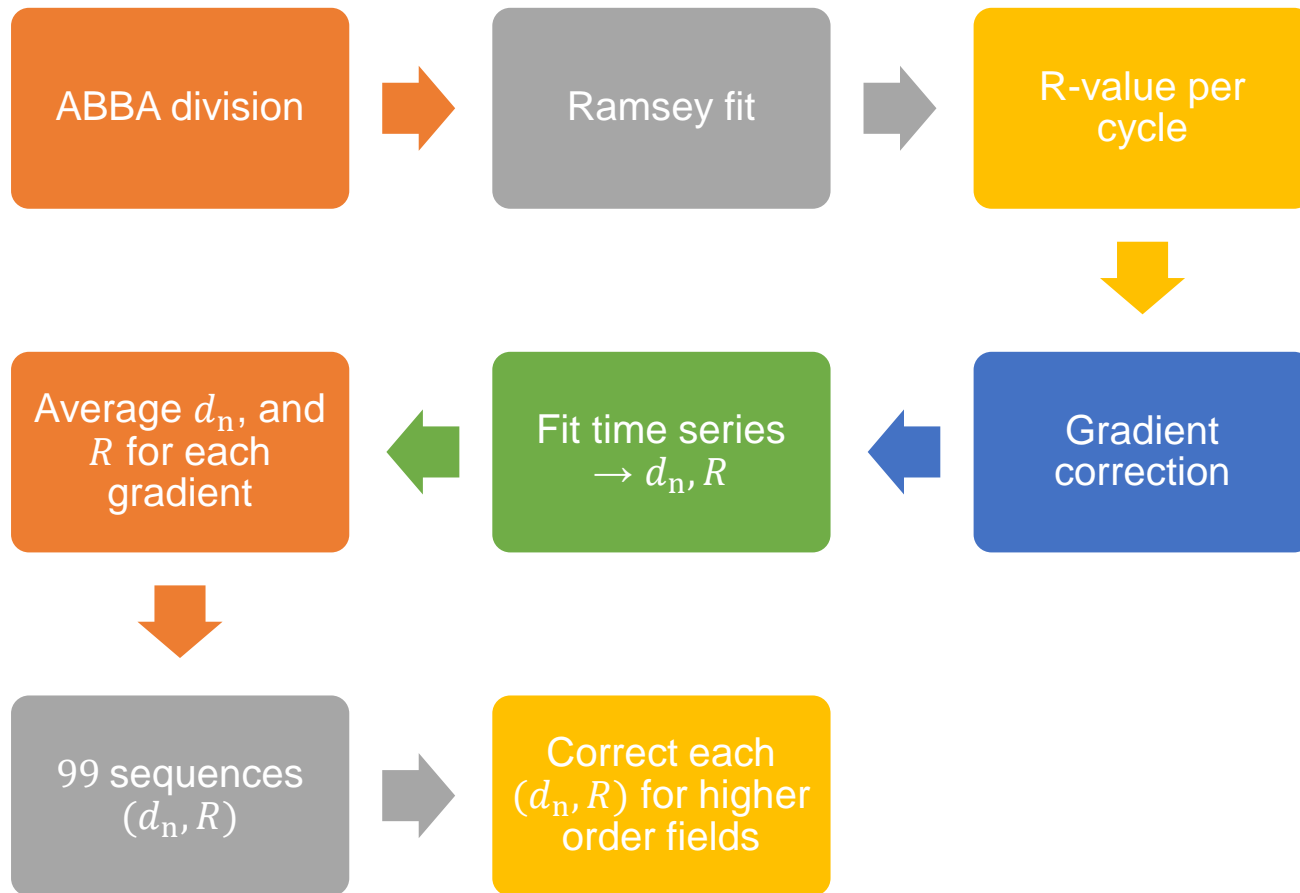 ABBA division
Ramsey fit
R-value per
cycle
Gradient
correction
Fit time series
→ dₙ, R
Average dₙ, and
R for each
gradient
99 sequences
(dₙ, R)
Correct each
(dₙ, R) for higher
order fields